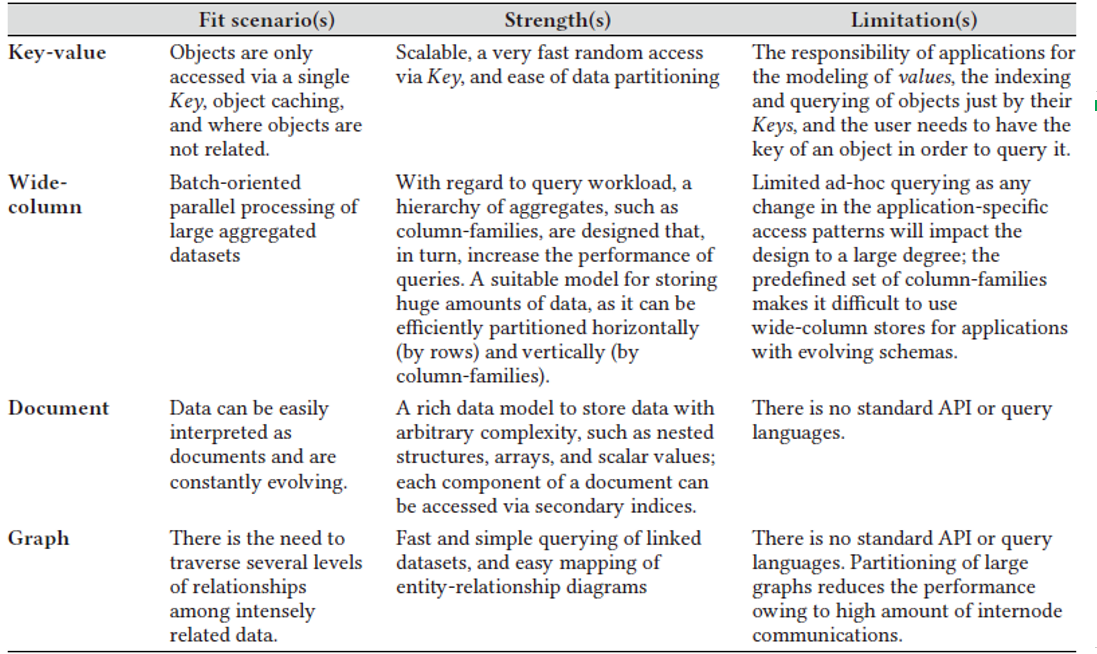 Fit scenario(s) Strength(s) Limitation(s)
Key-value
Objects are only
accessed via a single
Key, object caching,
and where objects are
not related.
Scalable, a very fast random access
via Key, and ease of data partitioning
The responsibility of applications for
the modeling of values, the indexing
and querying of objects just by their
Keys, and the user needs to have the
key of an object in order to query it.
Wide-
column
Batch-oriented
parallel processing of
large aggregated
datasets
With regard to query workload, a
hierarchy of aggregates, such as
column-families, are designed that,
in turn, increase the performance of
queries. A suitable model for storing
huge amounts of data, as it can be
efficiently partitioned horizontally
(by rows) and vertically (by
column-families).
Limited ad-hoc querying as any
change in the application-specific
access patterns will impact the
design to a large degree; the
predefined set of column-families
makes it difficult to use
wide-column stores for applications
with evolving schemas.
Document
Data can be easily
interpreted as
documents and are
constantly evolving.
A rich data model to store data with
arbitrary complexity, such as nested
structures, arrays, and scalar values;
each component of a document can
be accessed via secondary indices.
There is no standard API or query
languages.
Graph
There is the need to
traverse several levels
of relationships
among intensely
related data.
Fast and simple querying of linked
datasets, and easy mapping of
entity-relationship diagrams
There is no standard API or query
languages. Partitioning of large
graphs reduces the performance
owing to high amount of internode
communications.